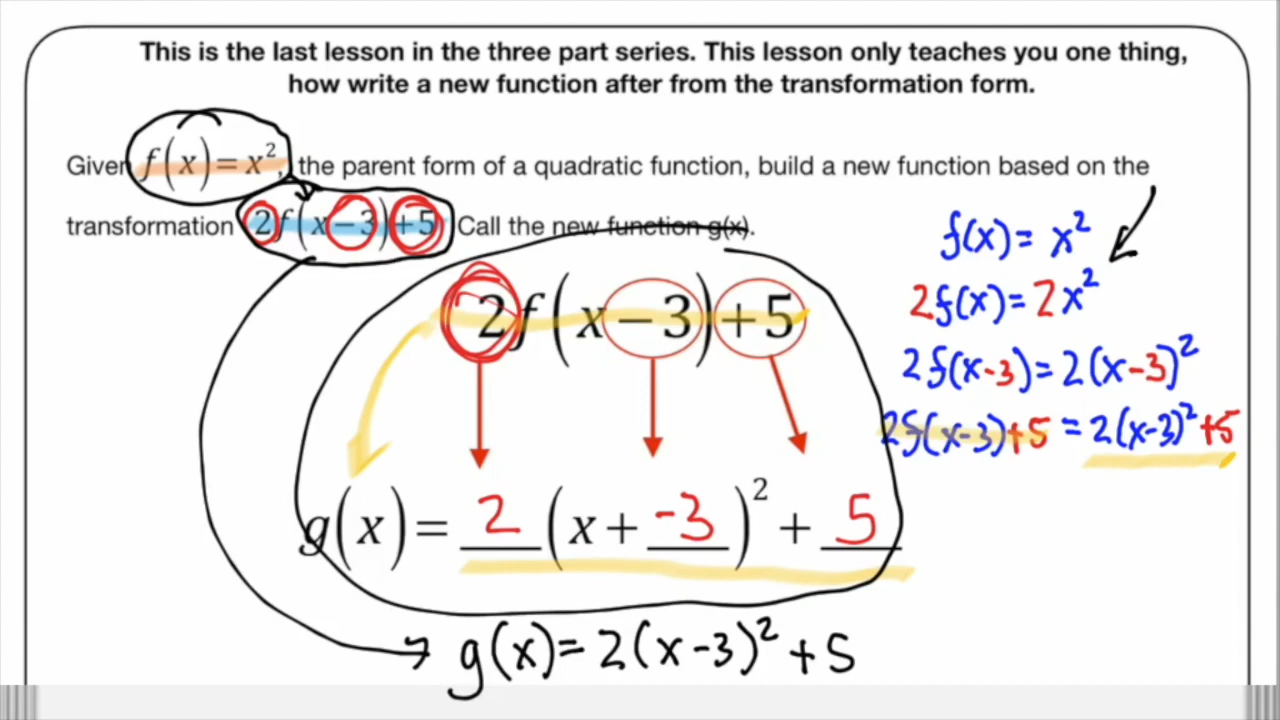 This is the last lesson in the three part series. This lesson only teaches you one thing,
how write a new function after from the transformation form.
Given f(x) = x², the parent form of a quadratic function, build a new function based on the
transformation 2f(x − 3) + 5. Call the new function g(x).
f(x) = x²
2f(x) = 2x²
2f(x-3) = 2(x-3)²
2f(x-3)+5 = 2(x-3)²+5
2f(x − 3) + 5
g(x) = 2 (x + -3)² + 5
g(x) = 2(x-3)² + 5